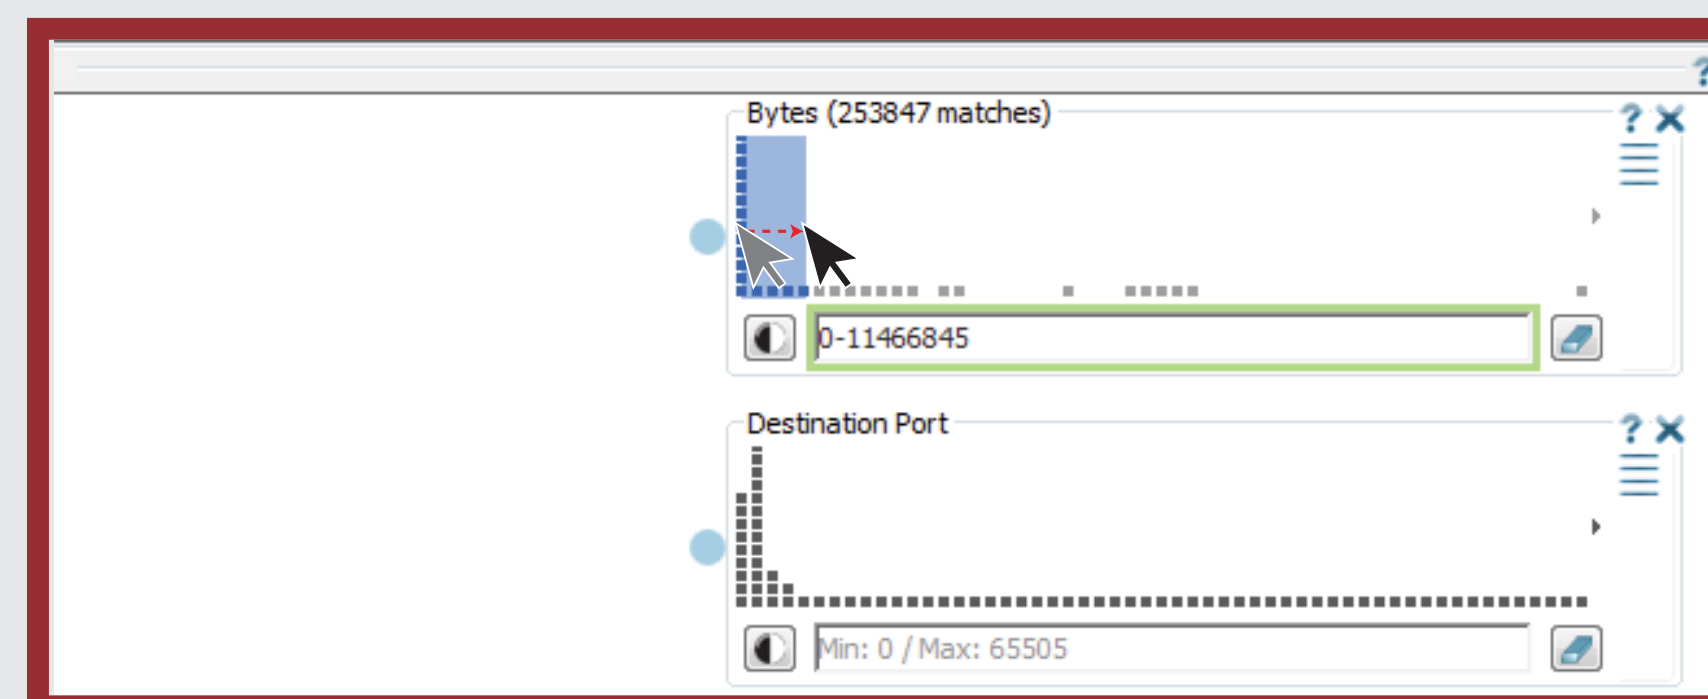 ?
Bytes (253847 matches)
?
0-11466845
Destination Port
?
Min: 0 / Max: 65505